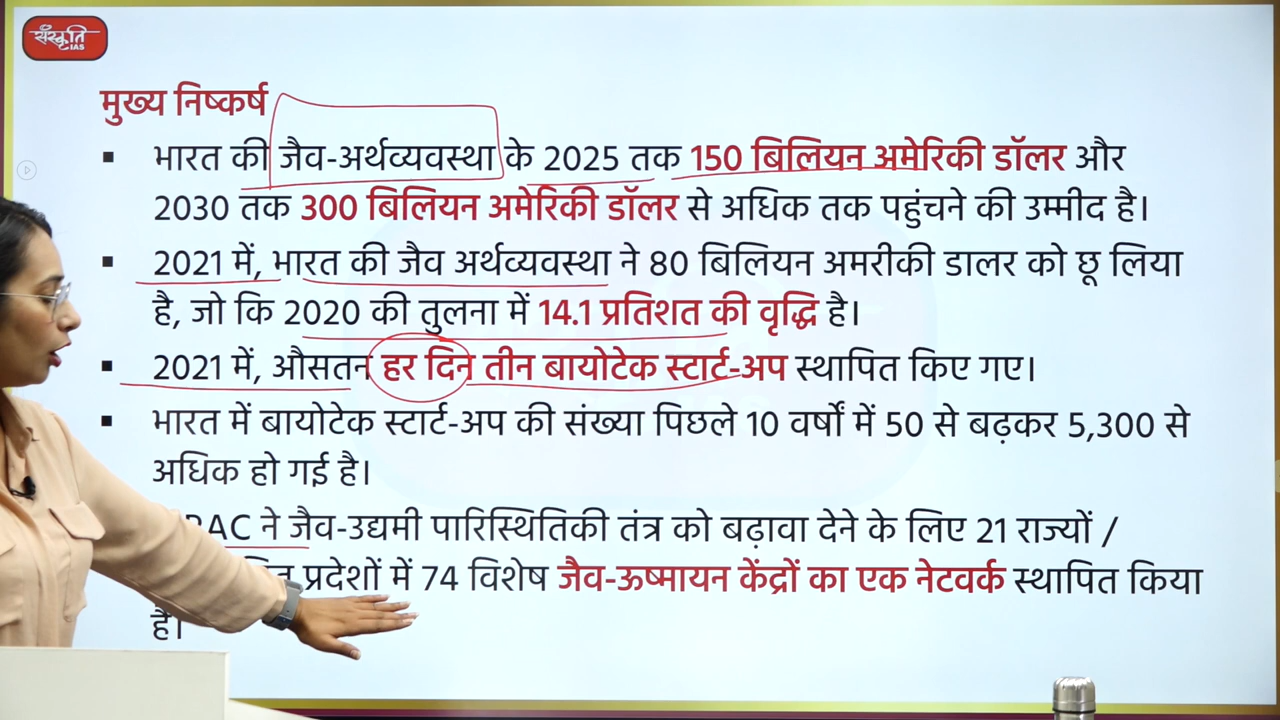 संस्कृति
IAS
मुख्य निष्कर्ष
▪ भारत की जैव-अर्थव्यवस्था के 2025 तक 150 बिलियन अमेरिकी डॉलर और
2030 तक 300 बिलियन अमेरिकी डॉलर से अधिक तक पहुंचने की उम्मीद है।
▪ 2021 में, भारत की जैव अर्थव्यवस्था ने 80 बिलियन अमरीकी डालर को छू लिया
है, जो कि 2020 की तुलना में 14.1 प्रतिशत की वृद्धि है।
▪ 2021 में, औसतन हर दिन तीन बायोटेक स्टार्ट-अप स्थापित किए गए।
▪ भारत में बायोटेक स्टार्ट-अप की संख्या पिछले 10 वर्षों में 50 से बढ़कर 5,300 से
अधिक हो गई है।
ने जैव-उद्यमी पारिस्थितिकी तंत्र को बढ़ावा देने के लिए 21 राज्यों /
प्रदेशों में 74 विशेष जैव-ऊष्मायन केंद्रों का एक नेटवर्क स्थापित किया
है।